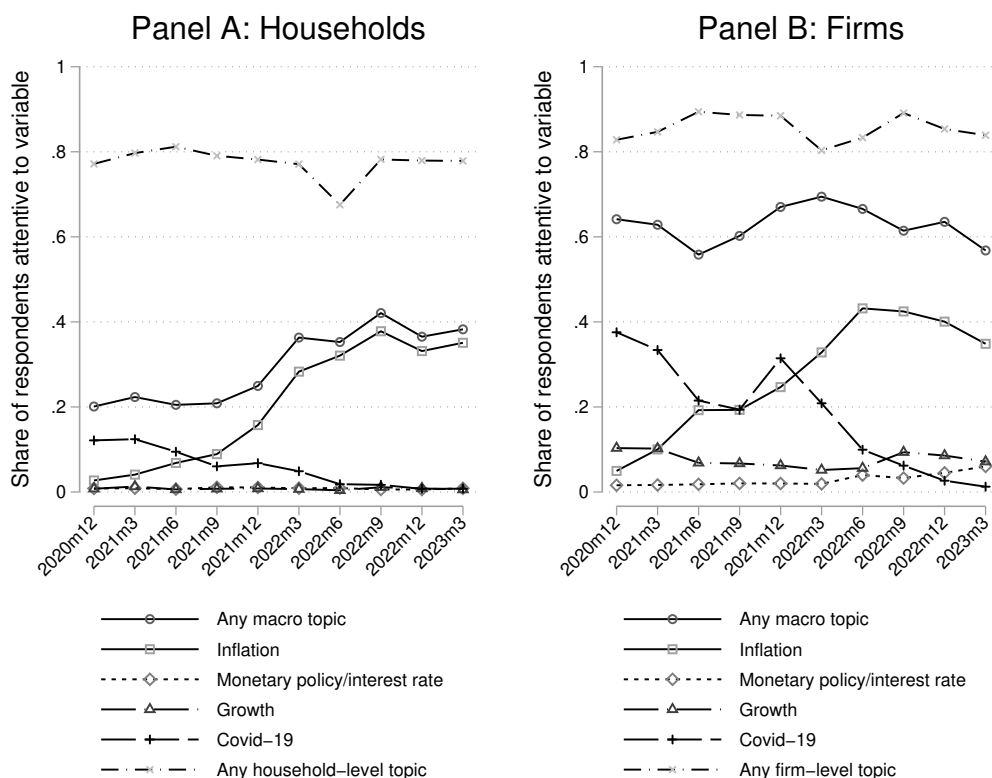 Panel A: Households
Share of respondents attentive to variable
1
.8
.6
.4
.2
0
2020m12
2021m3
2021m6
2021m9
2021m12
2022m3
2022m6
2022m9
2022m12
2023m3
Any macro topic
Inflation
Monetary policy/interest rate
Growth
Covid−19
Any household−level topic
Panel B: Firms
Share of respondents attentive to variable
1
.8
.6
.4
.2
0
2020m12
2021m3
2021m6
2021m9
2021m12
2022m3
2022m6
2022m9
2022m12
2023m3
Any macro topic
Inflation
Monetary policy/interest rate
Growth
Covid−19
Any firm−level topic